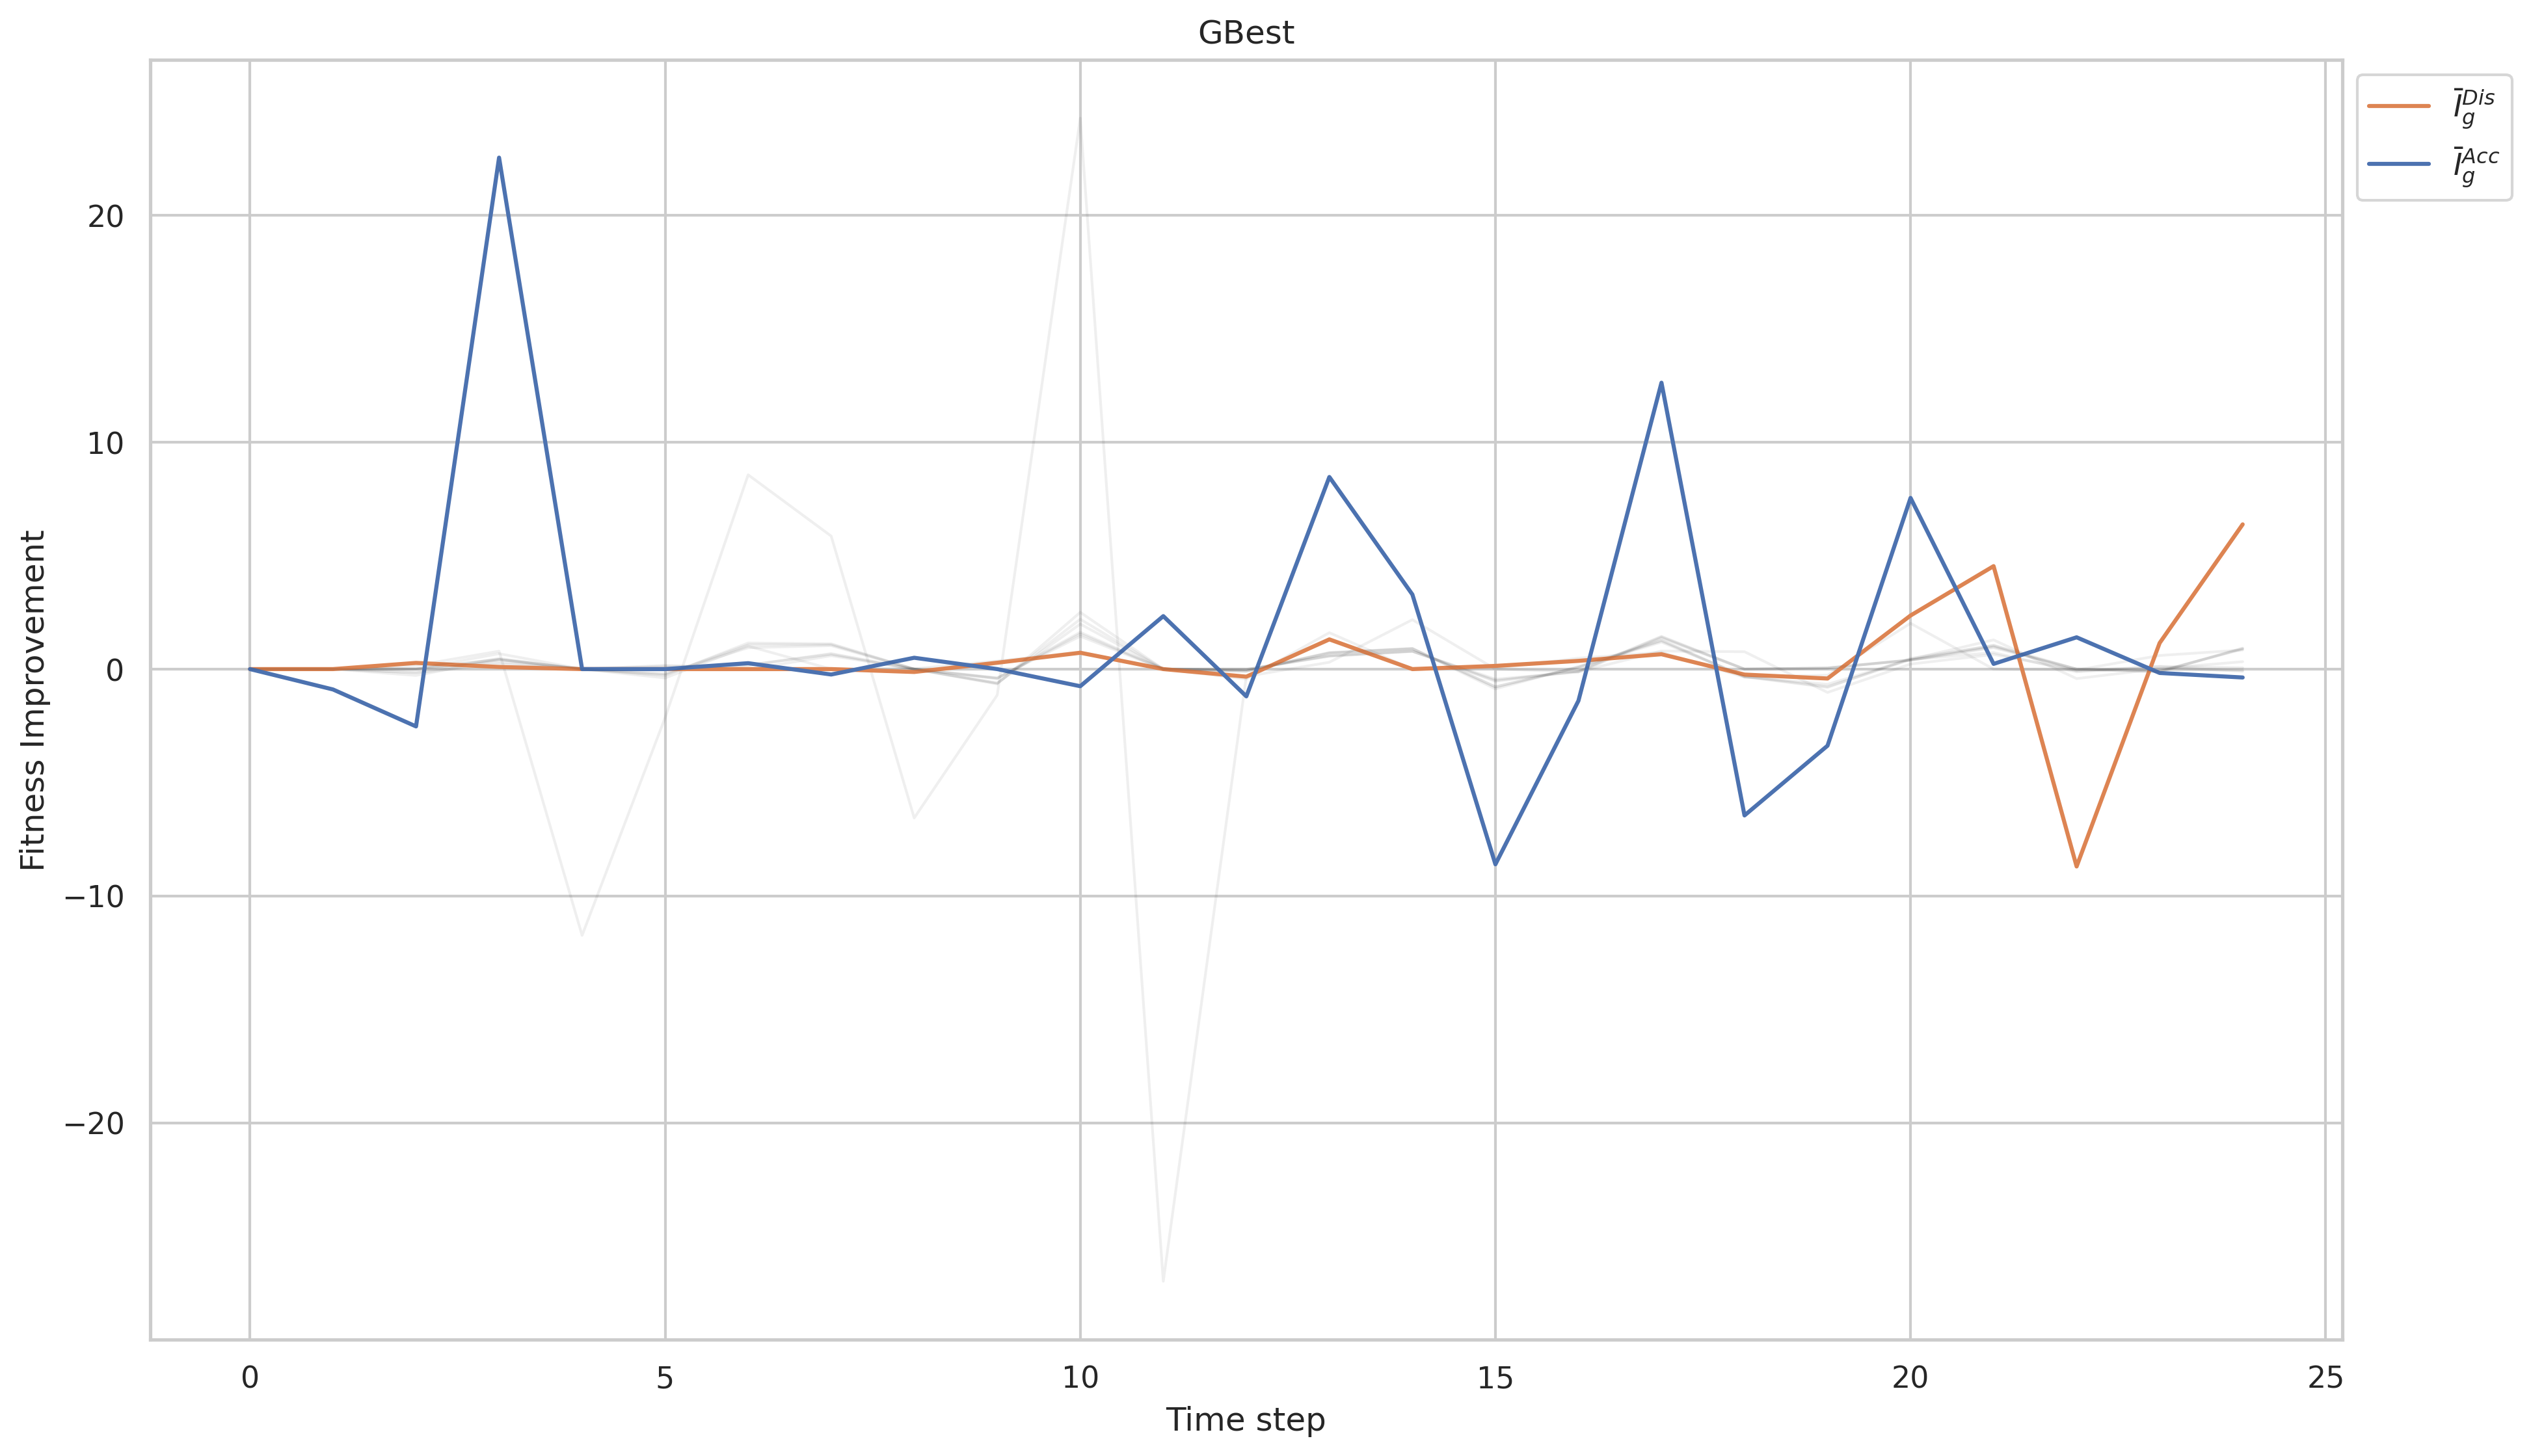 GBest
Fitness Improvement
20
10
0
−10
−20
0 5 10 15 20 25
Time step
Ī_g^{Dis}
Ī_g^{Acc}